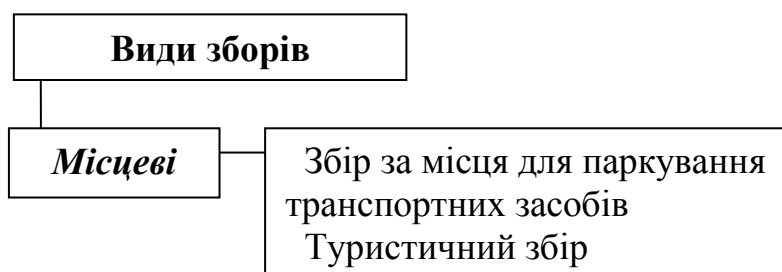 Види зборів
Місцеві
Збір за місця для паркування
транспортних засобів
Туристичний збір